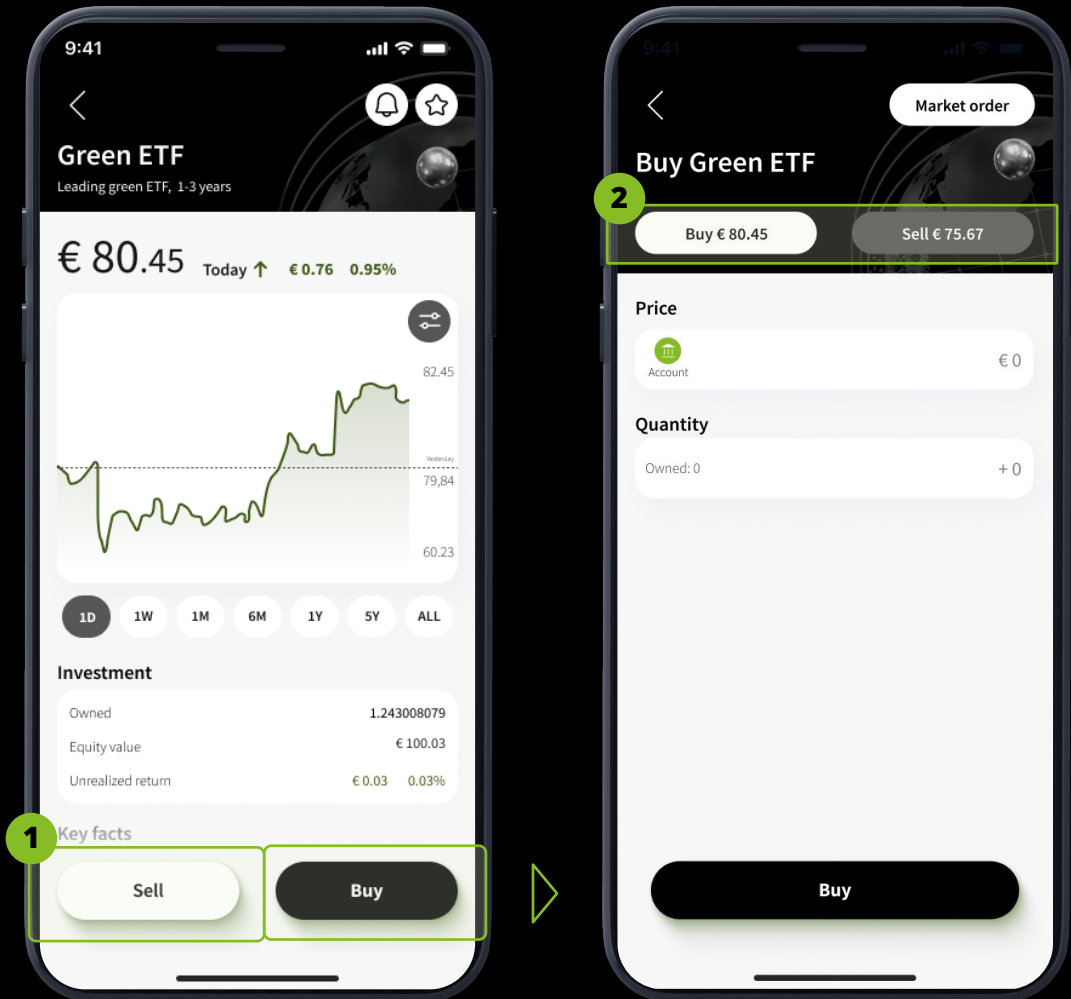 9:41
Green ETF
Leading green ETF, 1-3 years
€ 80.45 Today ↑ € 0.76 0.95%
82.45
Yesterday
79,84
60.23
1D 1W 1M 6M 1Y 5Y ALL
Investment
Owned 1.243008079
Equity value € 100.03
Unrealized return € 0.03 0.03%
1
Key facts
Sell Buy
9:41
Market order
Buy Green ETF
2
Buy € 80.45 Sell € 75.67
Price
Account € 0
Quantity
Owned: 0 + 0
Buy